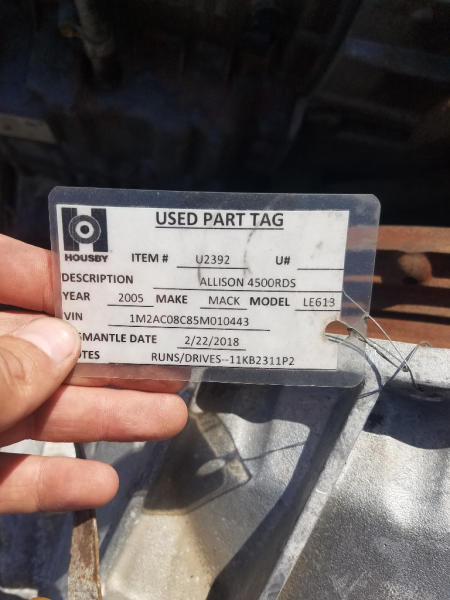 USED PART TAG
HOUSBY
ITEM # U2392 U#
DESCRIPTION ALLISON 4500RDS
YEAR 2005 MAKE MACK MODEL LE613
VIN 1M2AC08C85M010443
SMANTLE DATE 2/22/2018
TES RUNS/DRIVES--11KB2311P2